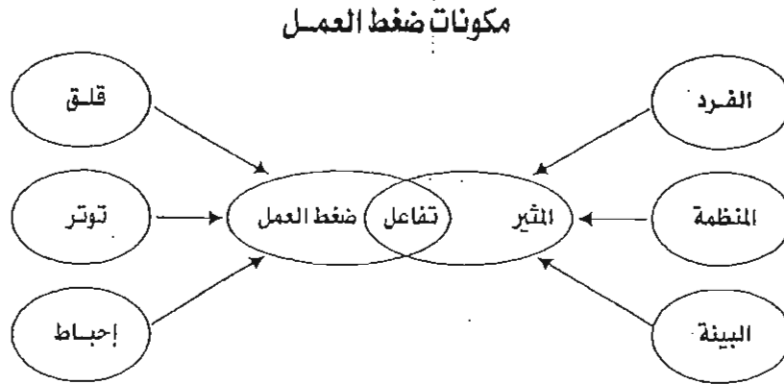 مكونات ضغط العمل
الفرد
قلق
المنظمة
المثير
تفاعل
ضغط العمل
توتر
البيئة
إحباط